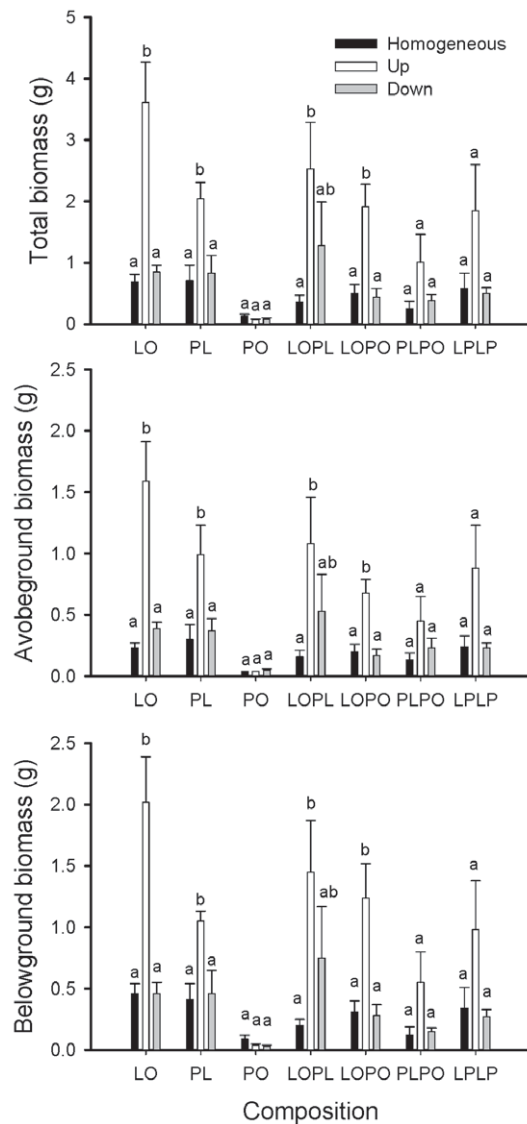 Total biomass (g)
5
4
3
2
1
0
Homogeneous
Up
Down
a b a
a b a
a a a
a b ab
a b a
a a a
a a a
LO PL PO LOPL LOPO PLPO LPLP
Avobeground biomass (g)
2.5
2.0
1.5
1.0
0.5
0.0
a b a
a b a
a a a
a b ab
a b a
a a a
a a a
LO PL PO LOPL LOPO PLPO LPLP
Belowground biomass (g)
2.5
2.0
1.5
1.0
0.5
0.0
a b a
a b a
a a a
a b ab
a b a
a a a
a a a
LO PL PO LOPL LOPO PLPO LPLP
Composition